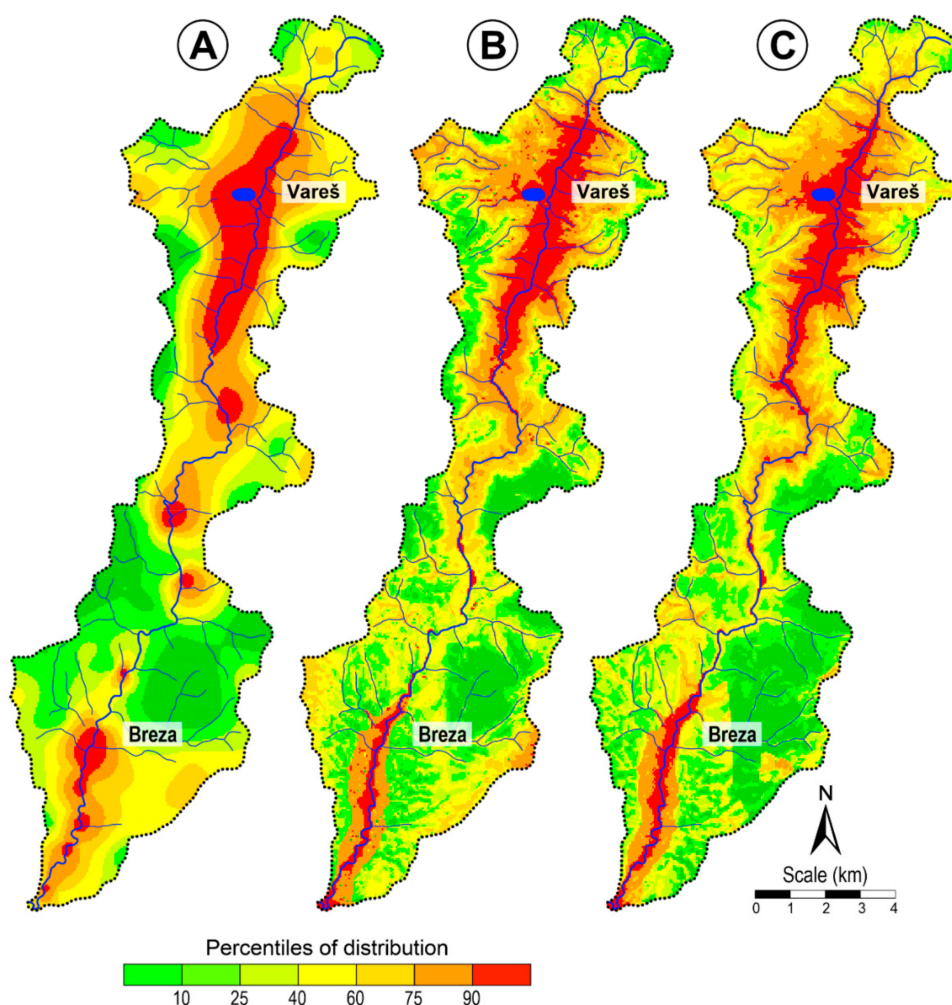 A
B
C
Vareš
Vareš
Vareš
Breza
Breza
Breza
N
Scale (km)
0 1 2 3 4
Percentiles of distribution
10 25 40 60 75 90